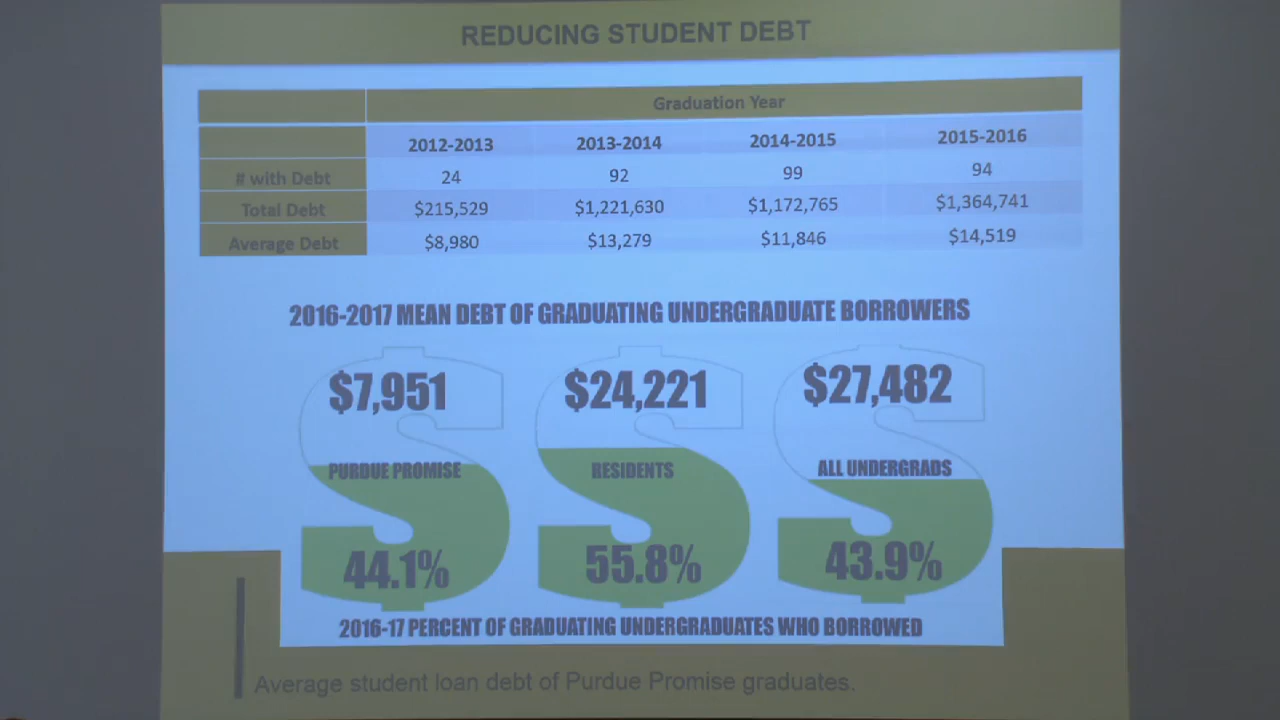 REDUCING STUDENT DEBT
Graduation Year
2012-2013 2013-2014 2014-2015 2015-2016
# with Debt 24 92 99 94
Total Debt $215,529 $1,221,630 $1,172,765 $1,364,741
Average Debt $8,980 $13,279 $11,846 $14,519
2016-2017 MEAN DEBT OF GRADUATING UNDERGRADUATE BORROWERS
$7,951 $24,221 $27,482
PURDUE PROMISE RESIDENTS ALL UNDERGRADS
44.1% 55.8% 43.9%
2016-17 PERCENT OF GRADUATING UNDERGRADUATES WHO BORROWED
Average student loan debt of Purdue Promise graduates.